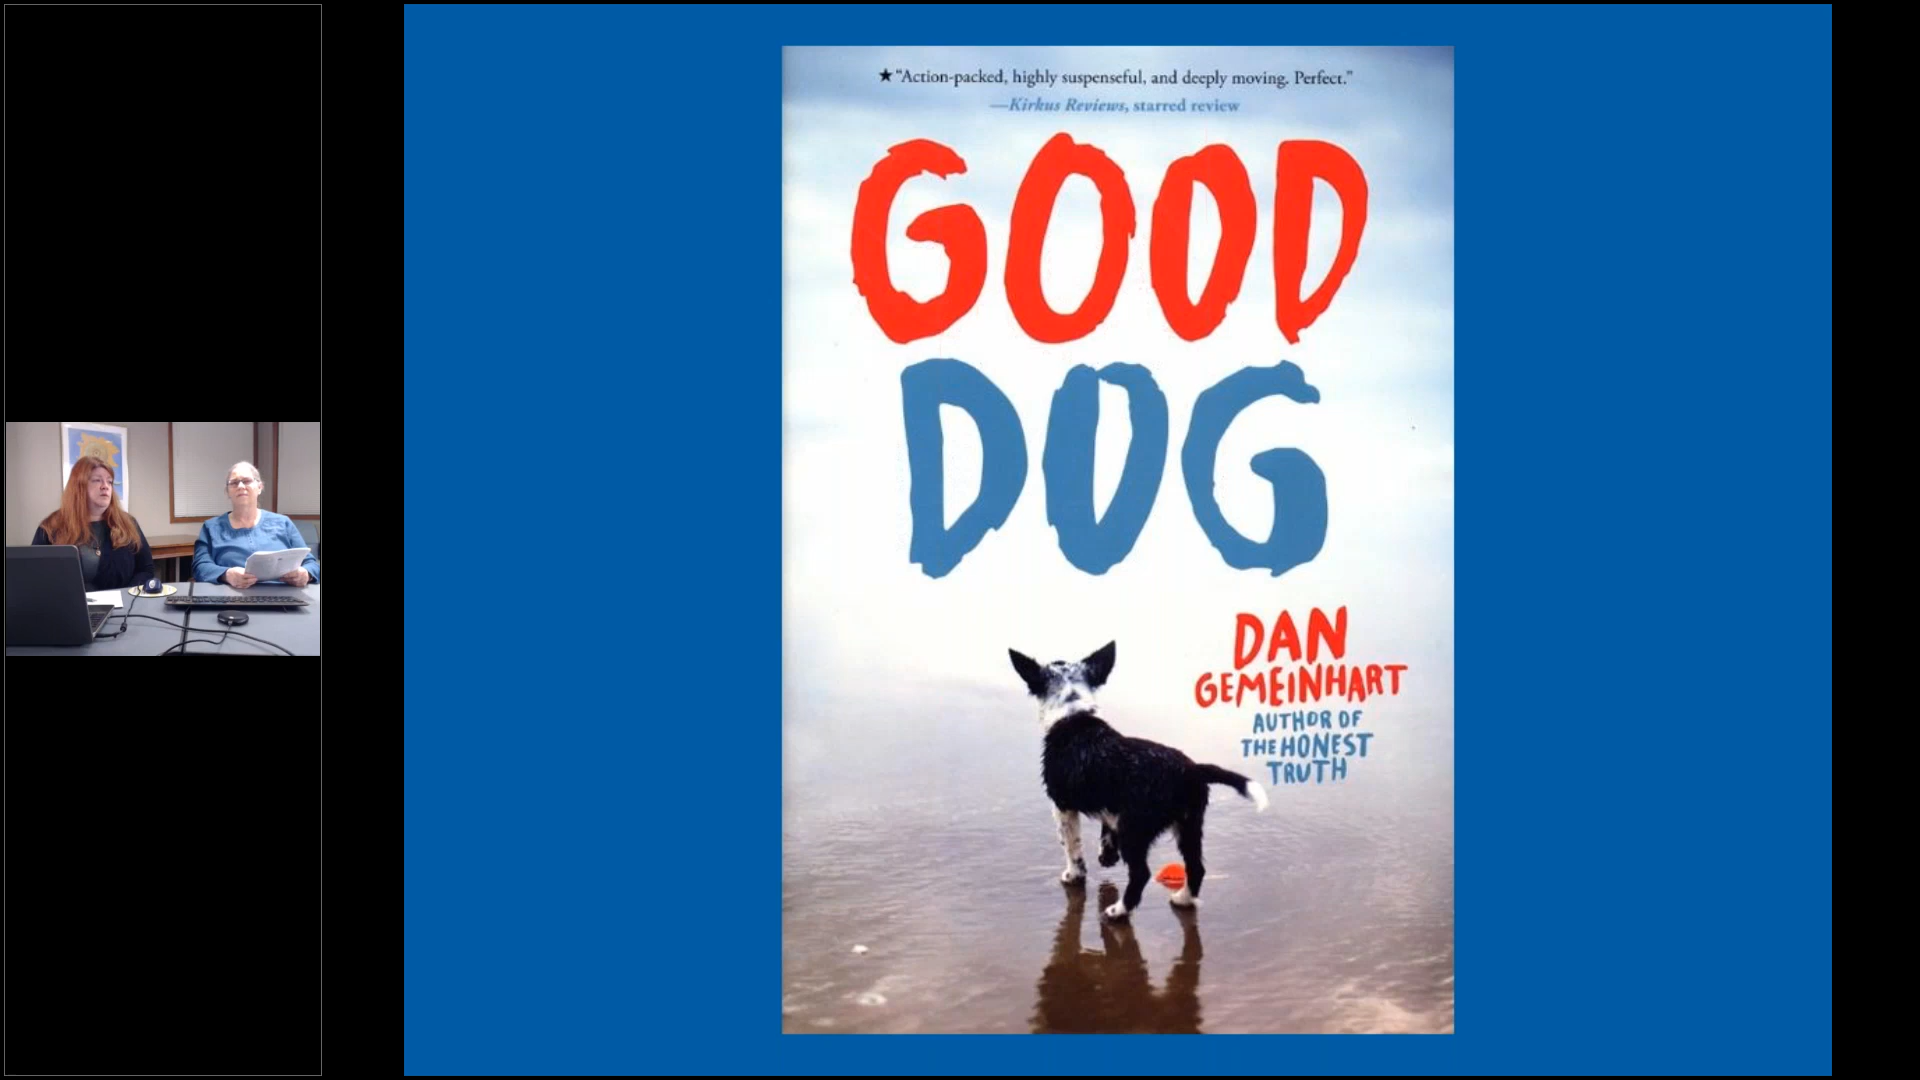 ★“Action-packed, highly suspenseful, and deeply moving. Perfect.”
—Kirkus Reviews, starred review
GOOD
DOG
DAN
GEMEINHART
AUTHOR OF
THE HONEST
TRUTH